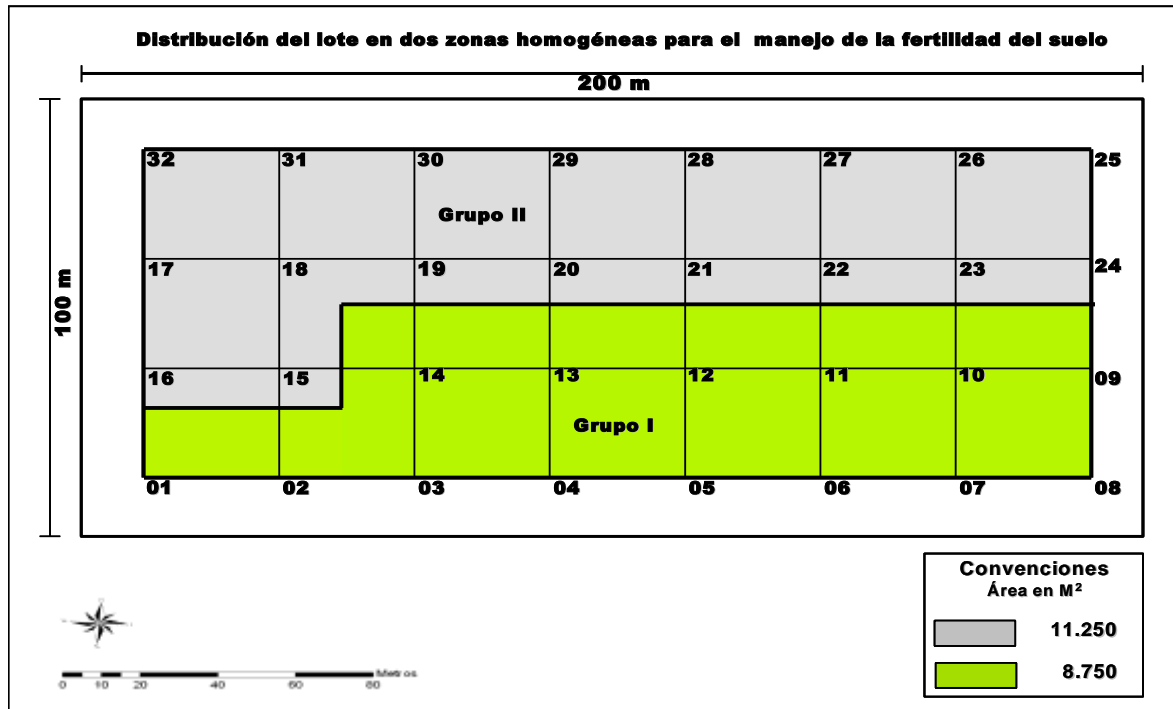 Distribución del lote en dos zonas homogéneas para el manejo de la fertilidad del suelo
200 m
100 m
32 31 30 29 28 27 26 25
Grupo II
17 18 19 20 21 22 23 24
16 15 14 13 12 11 10 09
Grupo I
01 02 03 04 05 06 07 08
Convenciones
Área en M²
11.250
8.750
Metros
0 10 20 40 60 80